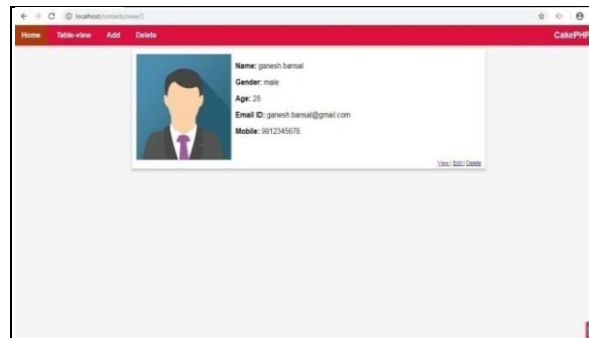 localhost/contacts/view/2
Home Table-view Add Delete CakePHP
Name: ganesh bansal
Gender: male
Age: 28
Email ID: ganesh.bansal@gmail.com
Mobile: 9912345678
View | Edit | Delete